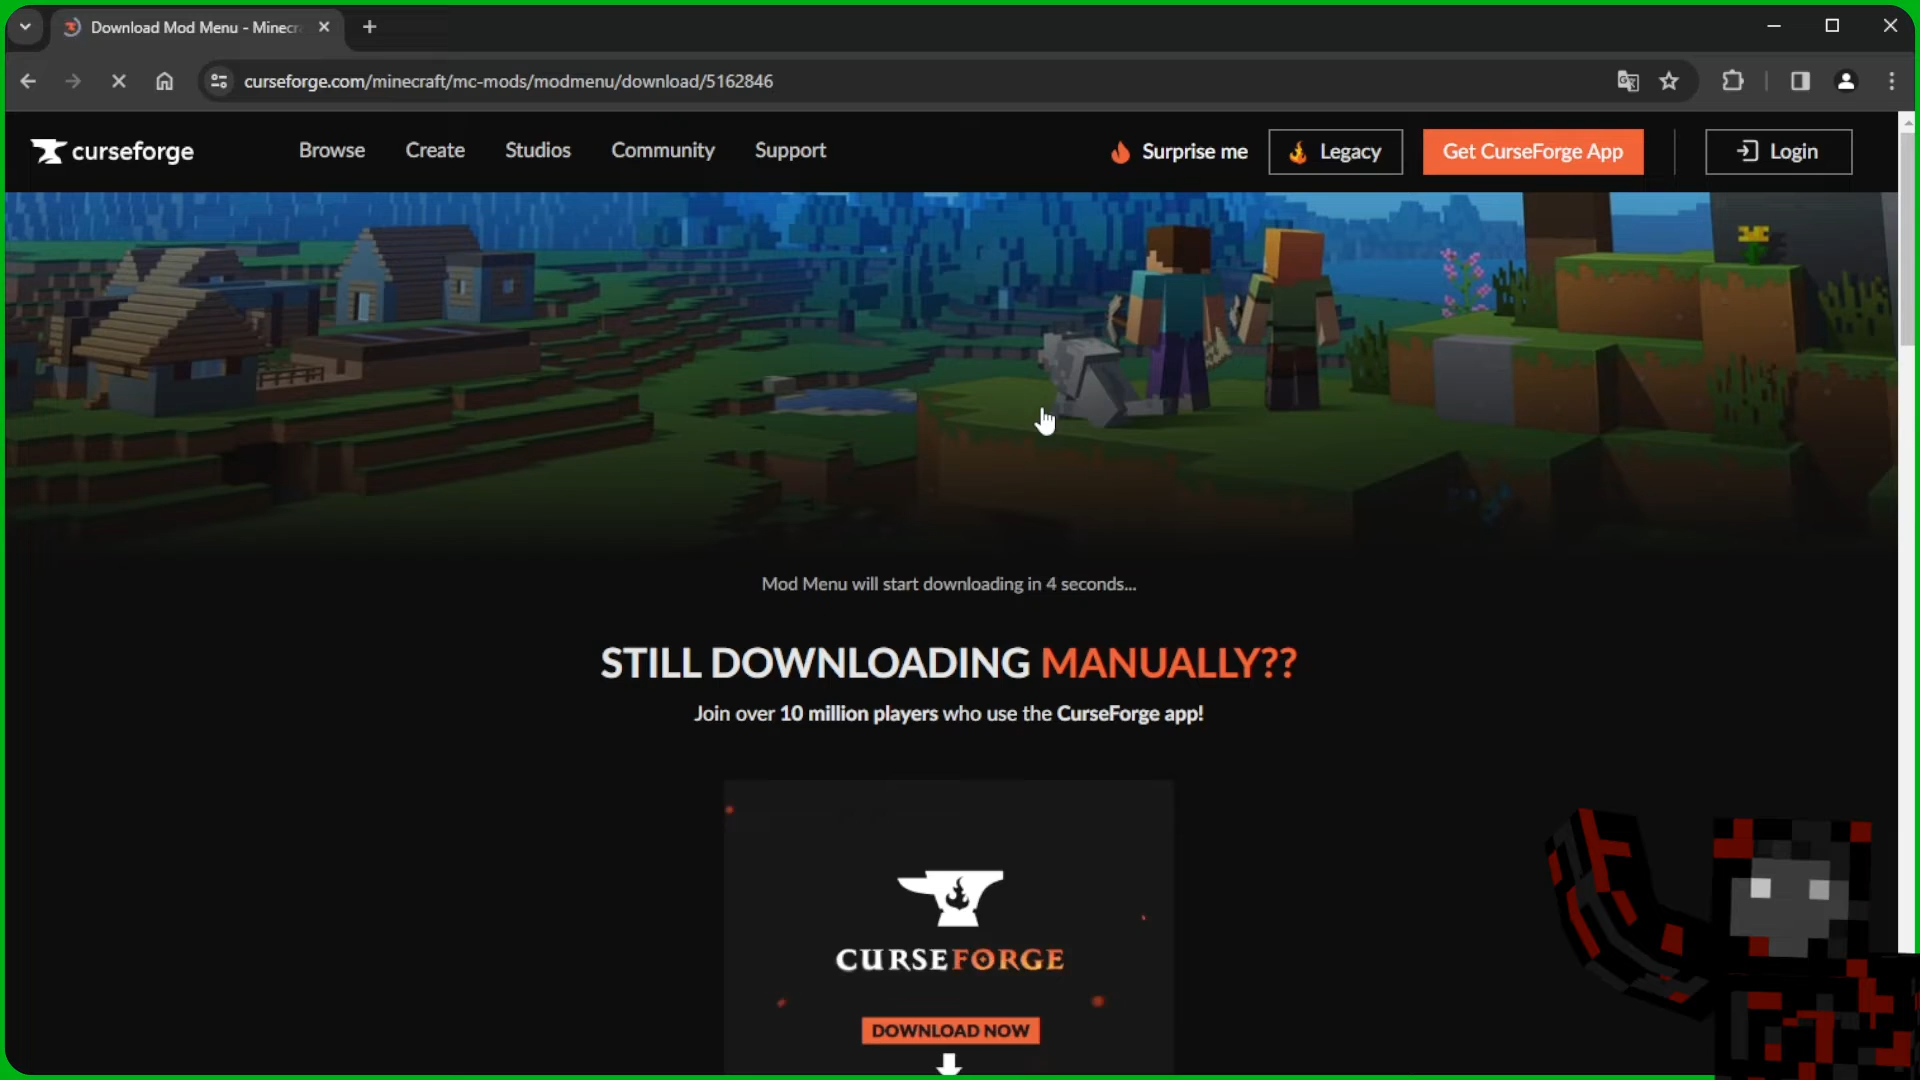 Download Mod Menu - Minecr
curseforge.com/minecraft/mc-mods/modmenu/download/5162846
curseforge
Browse
Create
Studios
Community
Support
Surprise me
Legacy
Get CurseForge App
Login
Mod Menu will start downloading in 4 seconds...
STILL DOWNLOADING MANUALLY??
Join over 10 million players who use the CurseForge app!
CURSEFORGE
DOWNLOAD NOW